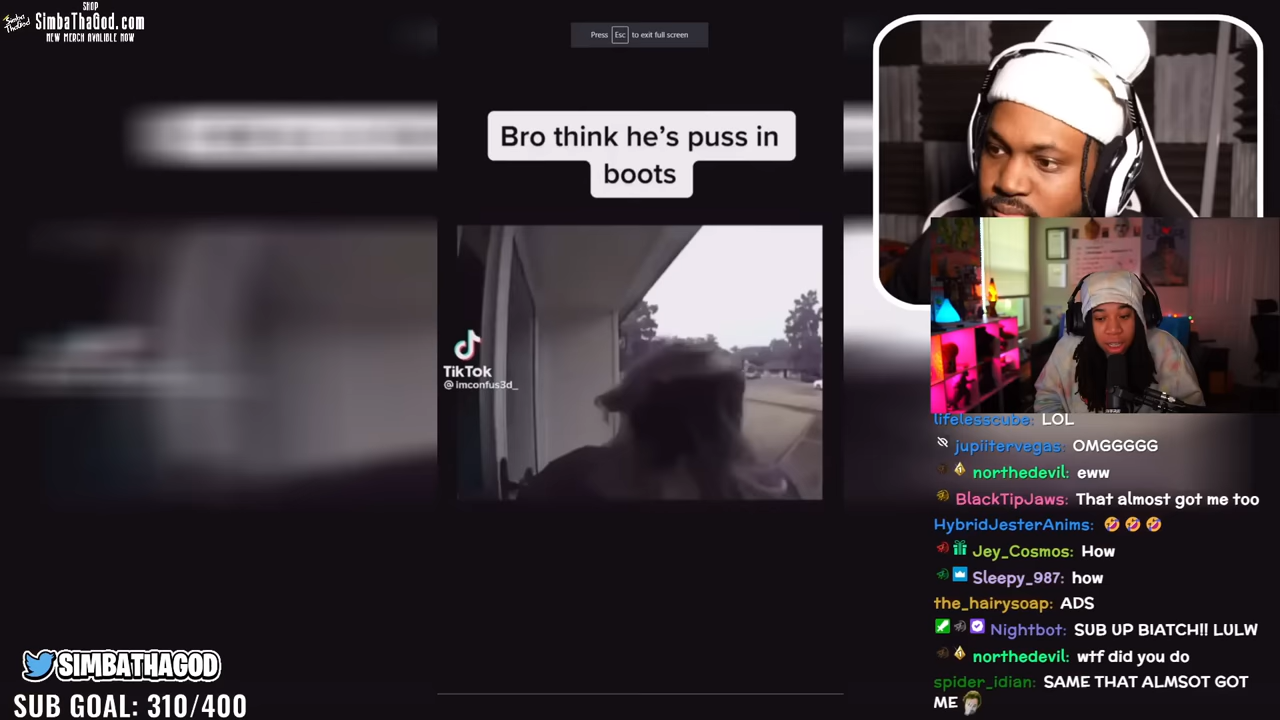 SHOP
SimbaThaGod.com
NEW MERCH AVALIBLE NOW
Press Esc to exit full screen
Bro think he's puss in
boots
TikTok
@imconfus3d_
lifelesscube: LOL
jupiitervegas: OMGGGGG
northedevil: eww
BlackTipJaws: That almost got me too
HybridJesterAnims: 🤣 🤣 🤣
Jey_Cosmos: How
Sleepy_987: how
the_hairysoap: ADS
Nightbot: SUB UP BIATCH!! LULW
northedevil: wtf did you do
spider_idian: SAME THAT ALMSOT GOT
ME
SIMBATHAGOD
SUB GOAL: 310/400